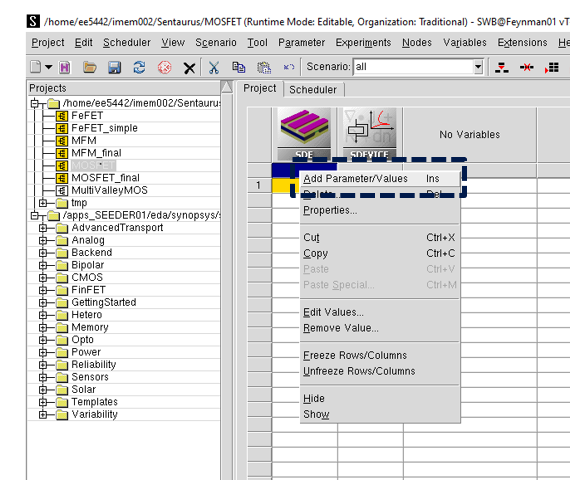 /home/ee5442/imem002/Sentaurus/MOSFET (Runtime Mode: Editable, Organization: Traditional) - SWB@Feynman01 vT
Project Edit Scheduler View Scenario Tool Parameter Experiments Nodes Variables Extensions He
Scenario: all
Projects
/home/ee5442/imem002/Sentauru
FeFET
FeFET_simple
MFM
MFM_final
MOSFET
MOSFET_final
MultiValleyMOS
tmp
/apps_SEEDER01/eda/synopsys/s
AdvancedTransport
Analog
Backend
Bipolar
CMOS
FinFET
GettingStarted
Hetero
Memory
Opto
Power
Reliability
Sensors
Solar
Templates
Variability
Project Scheduler
SDE SDEVICE No Variables
1
Add Parameter/Values Ins
Delete... Del
Properties...
Cut Ctrl+X
Copy Ctrl+C
Paste Ctrl+V
Paste Special... Ctrl+M
Edit Values...
Remove Value...
Freeze Rows/Columns
Unfreeze Rows/Columns
Hide
Show